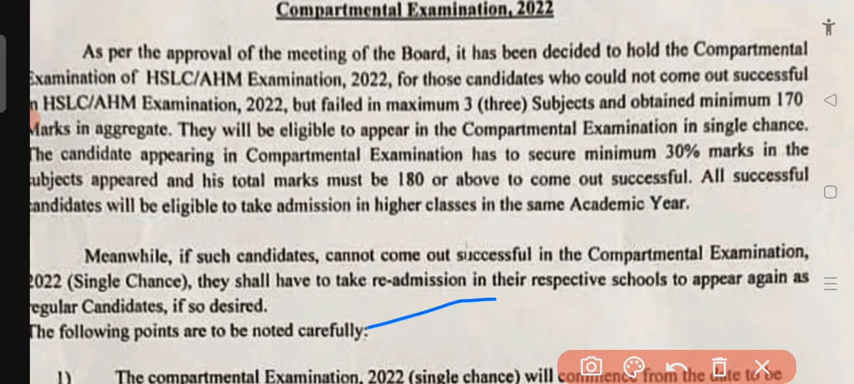 Compartmental Examination, 2022
As per the approval of the meeting of the Board, it has been decided to hold the Compartmental
Examination of HSLC/AHM Examination, 2022, for those candidates who could not come out successful
n HSLC/AHM Examination, 2022, but failed in maximum 3 (three) Subjects and obtained minimum 170
Marks in aggregate. They will be eligible to appear in the Compartmental Examination in single chance.
The candidate appearing in Compartmental Examination has to secure minimum 30% marks in the
ubjects appeared and his total marks must be 180 or above to come out successful. All successful
candidates will be eligible to take admission in higher classes in the same Academic Year.
Meanwhile, if such candidates, cannot come out successful in the Compartmental Examination,
2022 (Single Chance), they shall have to take re-admission in their respective schools to appear again as
egular Candidates, if so desired.
The following points are to be noted carefully:
1) The compartmental Examination, 2022 (single chance) will commence from the date to be